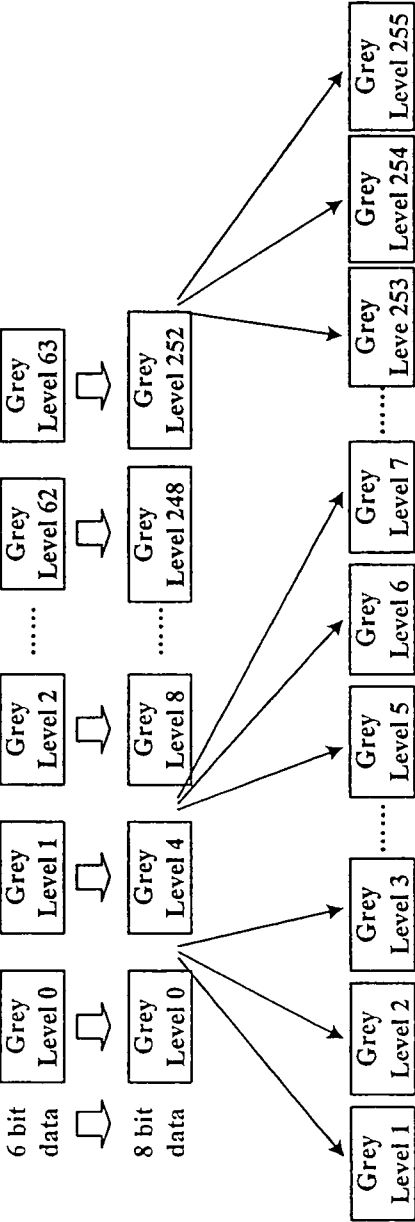 6 bit
data
Grey
Level 0
Grey
Level 1
Grey
Level 2
......
Grey
Level 62
Grey
Level 63
8 bit
data
Grey
Level 0
Grey
Level 4
Grey
Level 8
......
Grey
Level 248
Grey
Level 252
Grey
Level 1
Grey
Level 2
Grey
Level 3
......
Grey
Level 5
Grey
Level 6
Grey
Level 7
......
Grey
Leve 253
Grey
Level 254
Grey
Level 255